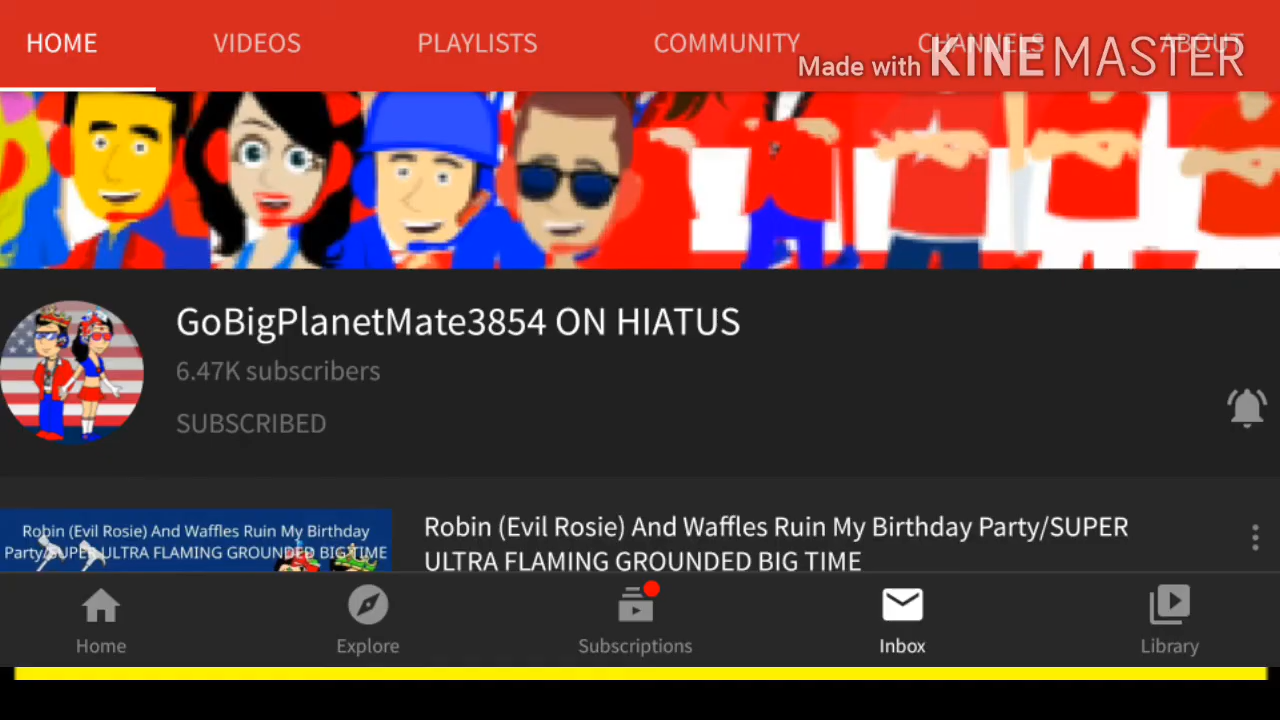 HOME VIDEOS PLAYLISTS COMMUNITY CHANNELS ABOUT
Made with KINEMASTER
GoBigPlanetMate3854 ON HIATUS
6.47K subscribers
SUBSCRIBED
Robin (Evil Rosie) And Waffles Ruin My Birthday
Party/SUPER ULTRA FLAMING GROUNDED BIG TIME
Robin (Evil Rosie) And Waffles Ruin My Birthday Party/SUPER
ULTRA FLAMING GROUNDED BIG TIME
Home Explore Subscriptions Inbox Library